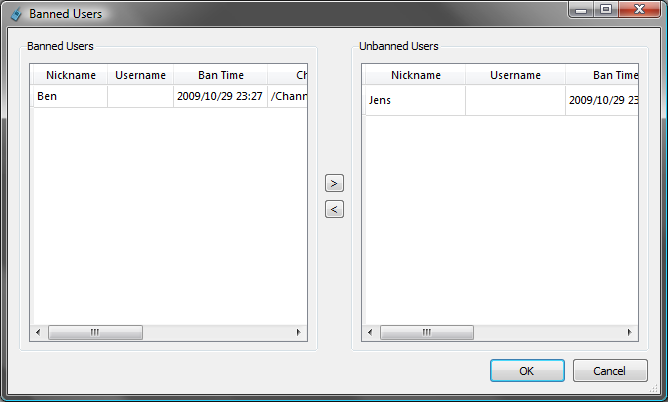 Banned Users
Banned Users
Nickname Username Ban Time Ch
Ben 2009/10/29 23:27 /Chann
>
<
Unbanned Users
Nickname Username Ban Time
Jens 2009/10/29 23
OK Cancel